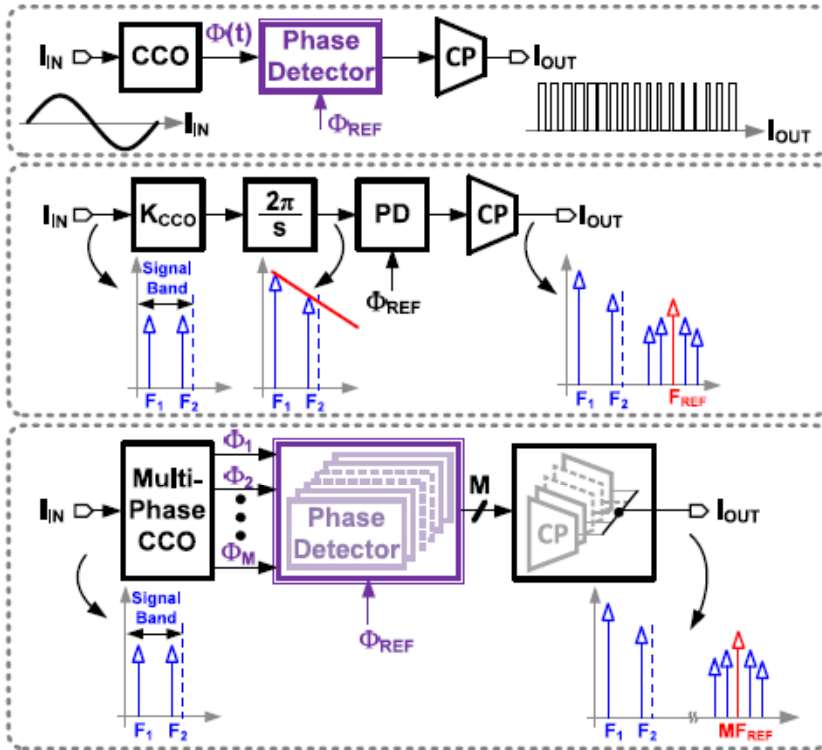 Φ(t)
I_IN
CCO
Phase
Detector
CP
I_OUT
Φ_REF
I_IN
I_OUT
I_IN
K_CCO
2π
s
PD
CP
I_OUT
Signal
Band
Φ_REF
F_1 F_2
F_1 F_2
F_1 F_2 F_REF
Φ_1
Φ_2
Φ_M
I_IN
Multi-
Phase
CCO
Phase
Detector
M
CP
I_OUT
Φ_REF
Signal
Band
F_1 F_2
F_1 F_2 MF_REF